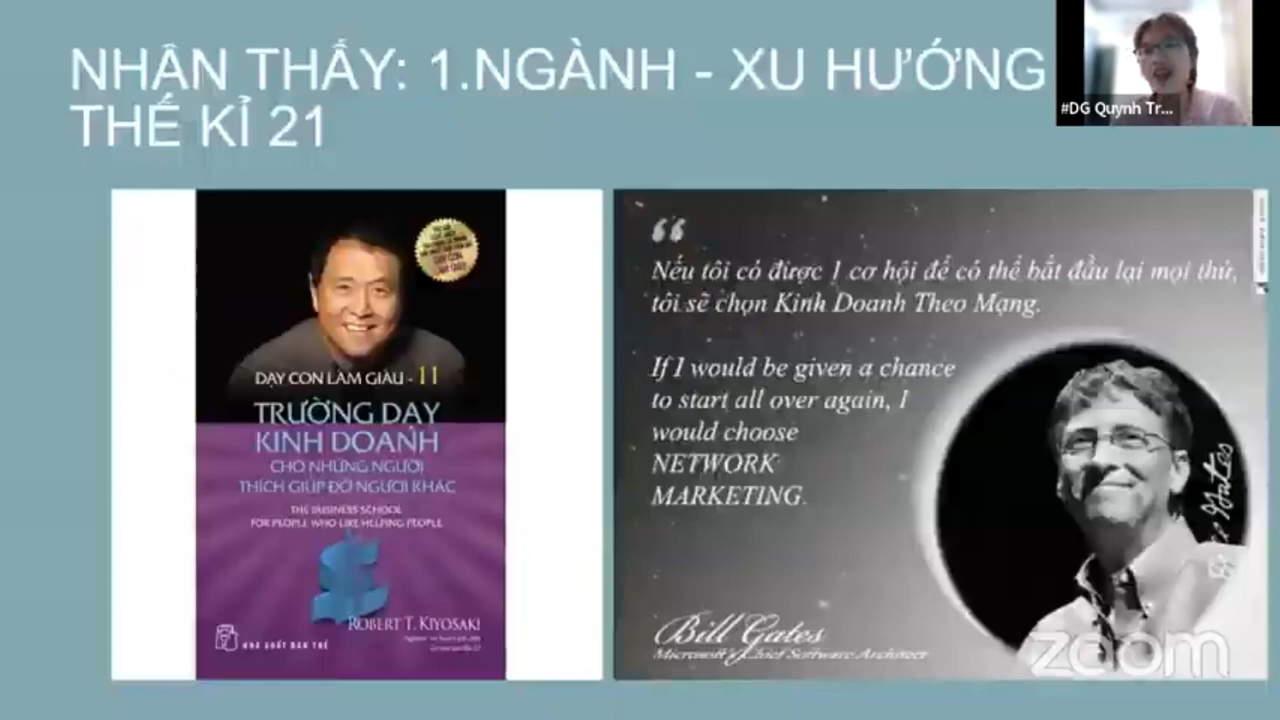 NHẬN THẤY: 1.NGÀNH - XU HƯỚNG
THẾ KỈ 21
#DG Quynh Tr...
DẠY CON LÀM GIÀU - 11
TRƯỜNG DẠY
KINH DOANH
CHO NHỮNG NGƯỜI
THÍCH GIÚP ĐỠ NGƯỜI KHÁC
THE BUSINESS SCHOOL
FOR PEOPLE WHO LIKE HELPING PEOPLE
ROBERT T. KIYOSAKI
NHÀ XUẤT BẢN TRẺ
“
Nếu tôi có được 1 cơ hội để có thể bắt đầu lại mọi thứ,
tôi sẽ chọn Kinh Doanh Theo Mạng.
If I would be given a chance
to start all over again, I
would choose
NETWORK
MARKETING.
Bill Gates
Microsoft's Chief Software Architect
zoom